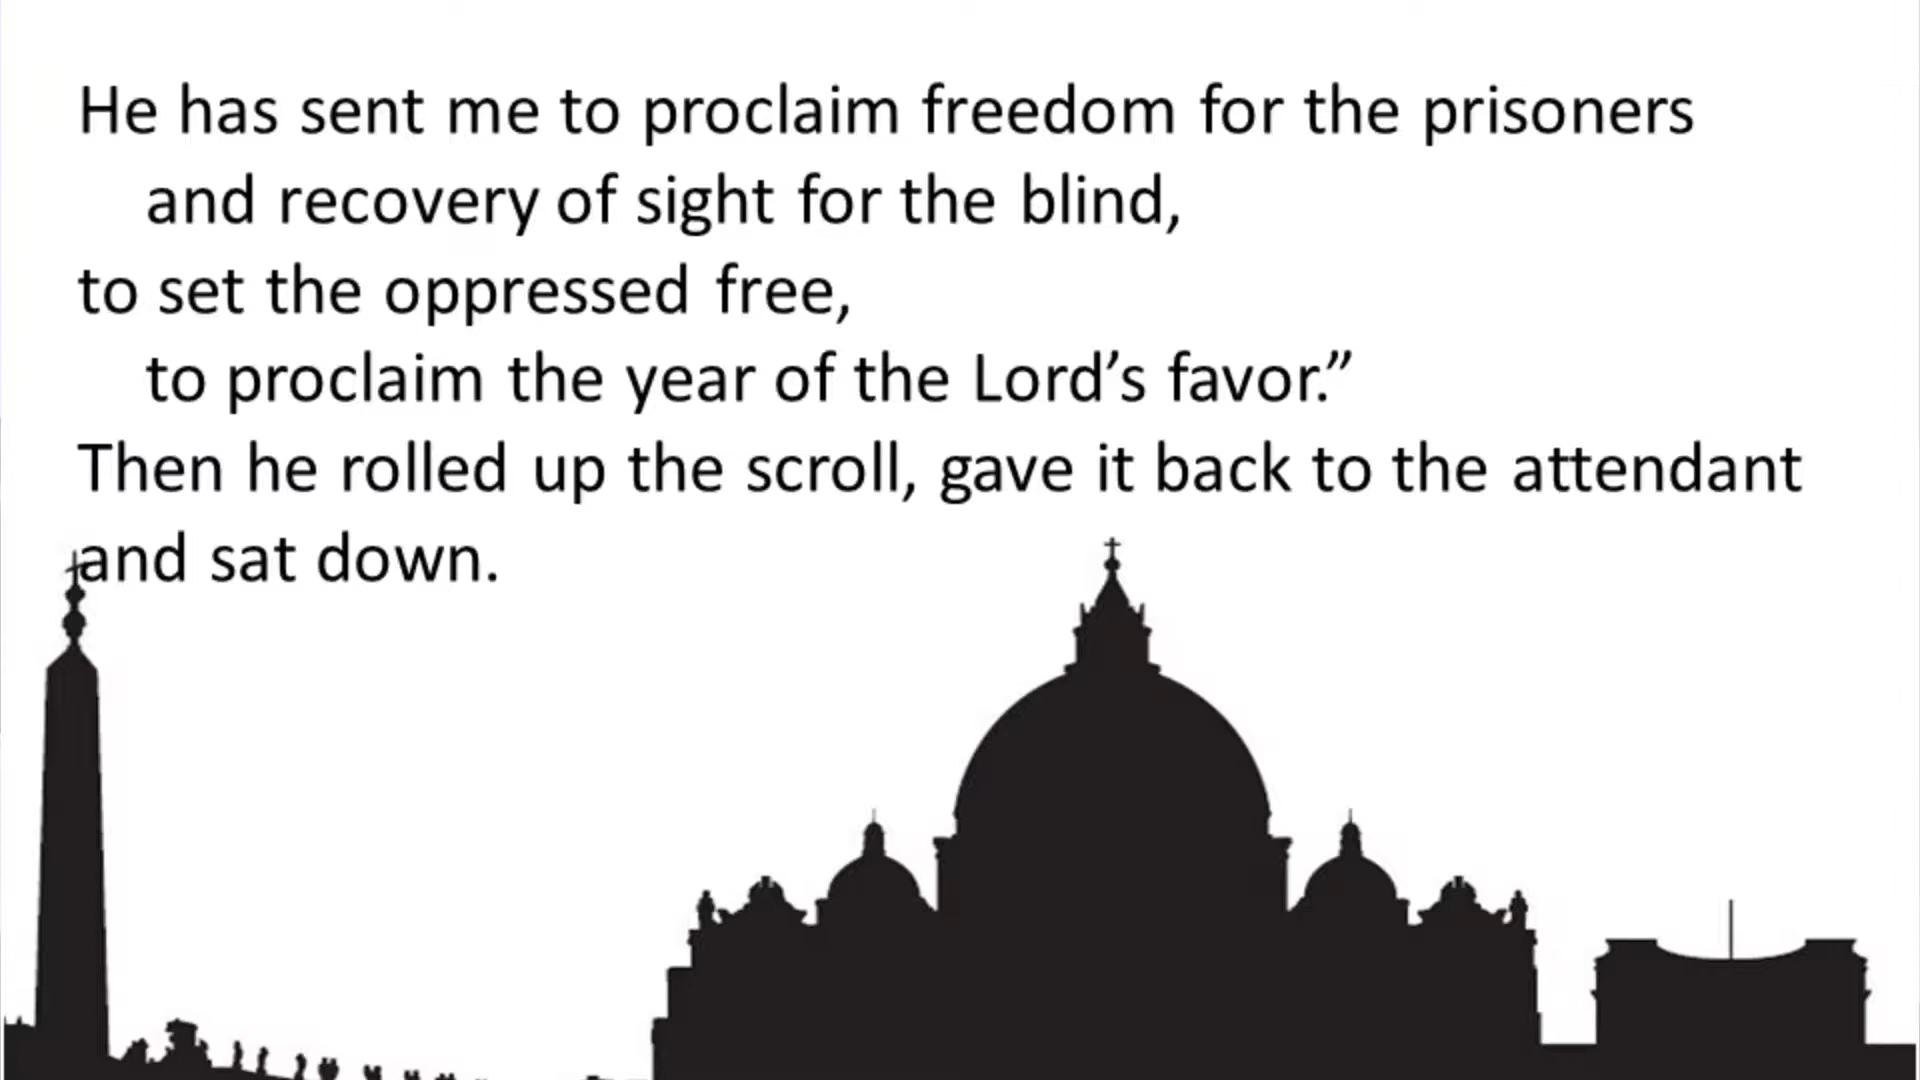 He has sent me to proclaim freedom for the prisoners
and recovery of sight for the blind,
to set the oppressed free,
to proclaim the year of the Lord’s favor.”
Then he rolled up the scroll, gave it back to the attendant
and sat down.